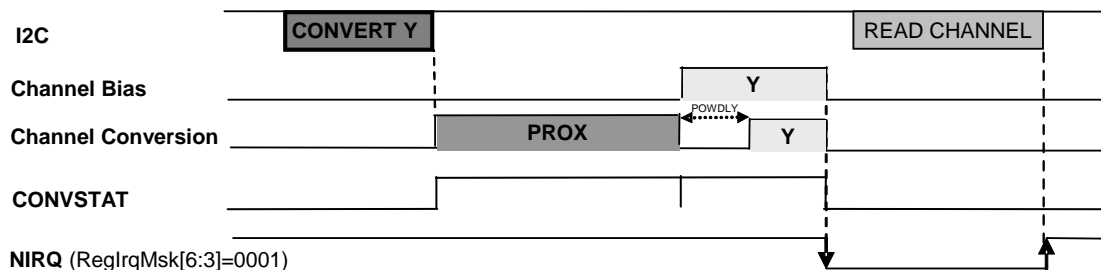 I2C
CONVERT Y
READ CHANNEL
Channel Bias
Y
POWDLY
Channel Conversion
PROX
Y
CONVSTAT
NIRQ (RegIrqMsk[6:3]=0001)